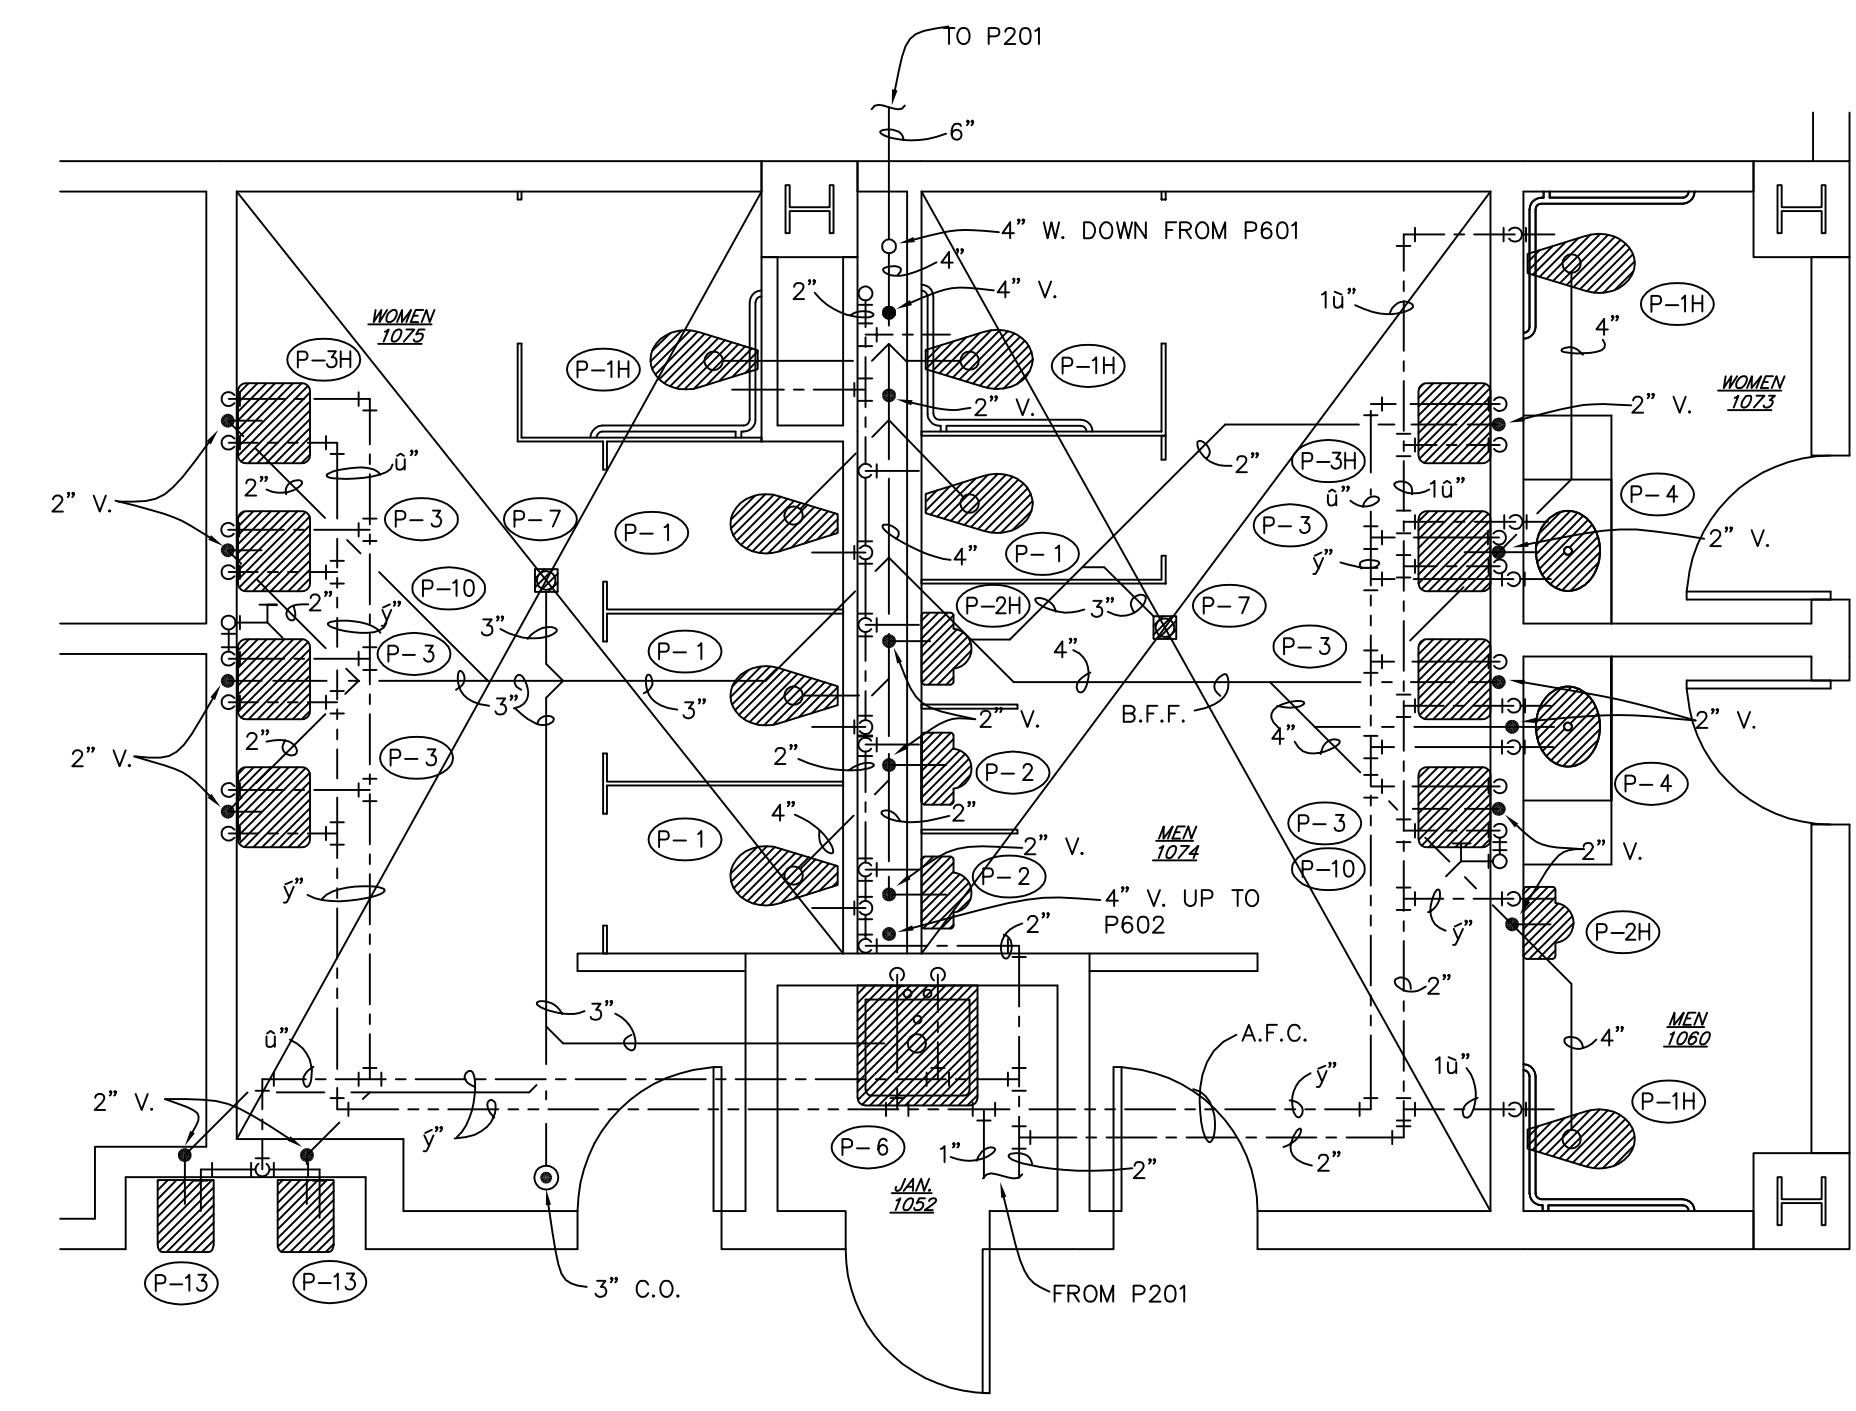 TO P201
6”
4” W. DOWN FROM P601
4”
2”
4” V.
1ù”
P-1H
4”
WOMEN
1075
P-3H
P-1H
P-1H
WOMEN
1073
2” V.
2” V.
û”
2”
P-3H
2”
1û”
û”
P-4
2” V.
P-3
P-7
P-1
4”
P-1
P-3
ý”
2” V.
P-10
2”
ý”
P-2H
3”
P-7
3”
P-3
P-1
4”
P-3
3”
3”
B.F.F.
2” V.
2” V.
4”
2”
2” V.
P-3
2”
P-2
P-4
4”
2”
P-1
MEN
1074
P-3
2” V.
2” V.
P-2
P-10
ý”
4” V. UP TO
P602
2”
ý”
P-2H
2”
3”
û”
A.F.C.
MEN
1060
4”
1ù”
ý”
2” V.
P-1H
ý”
P-6
1”
2”
2”
JAN.
1052
P-13
P-13
3” C.O.
FROM P201